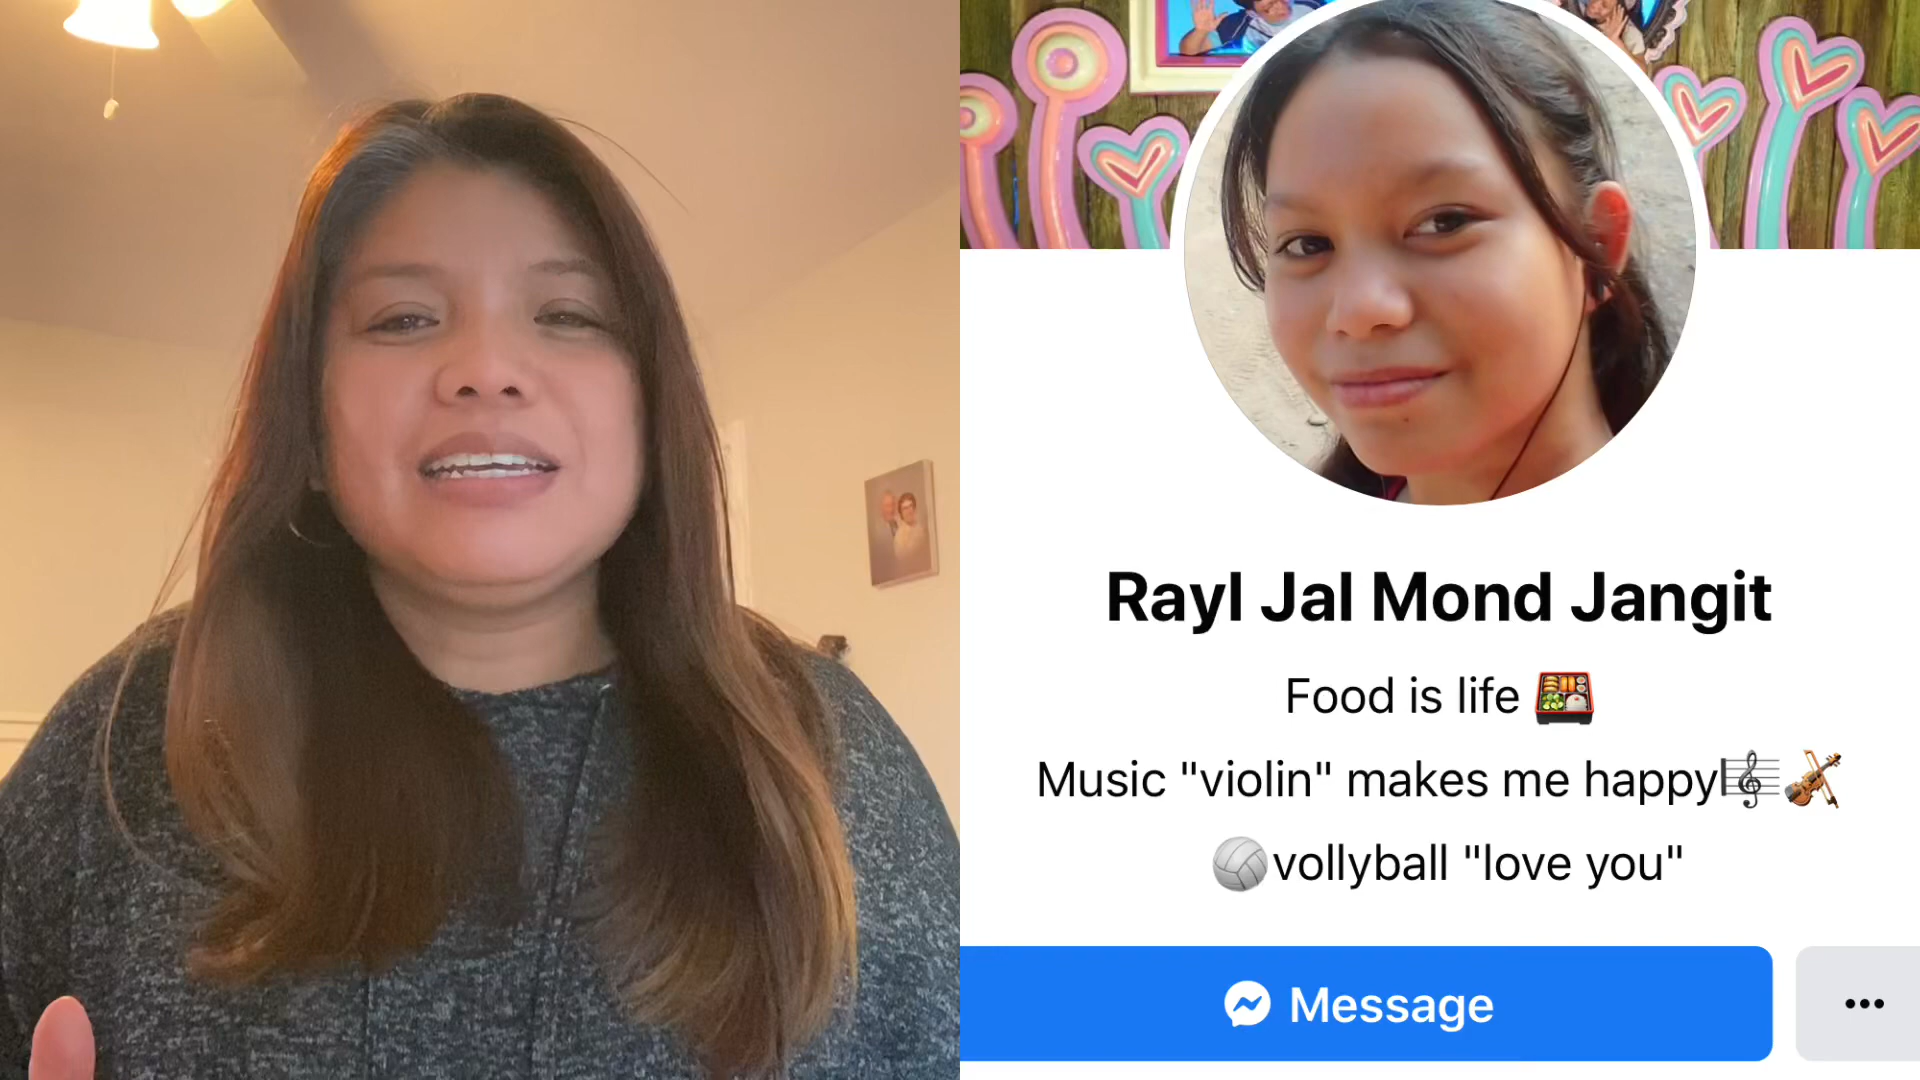 Rayl Jal Mond Jangit
Food is life 🍱
Music "violin" makes me happy🎼🎻
🏐vollyball "love you"
Message